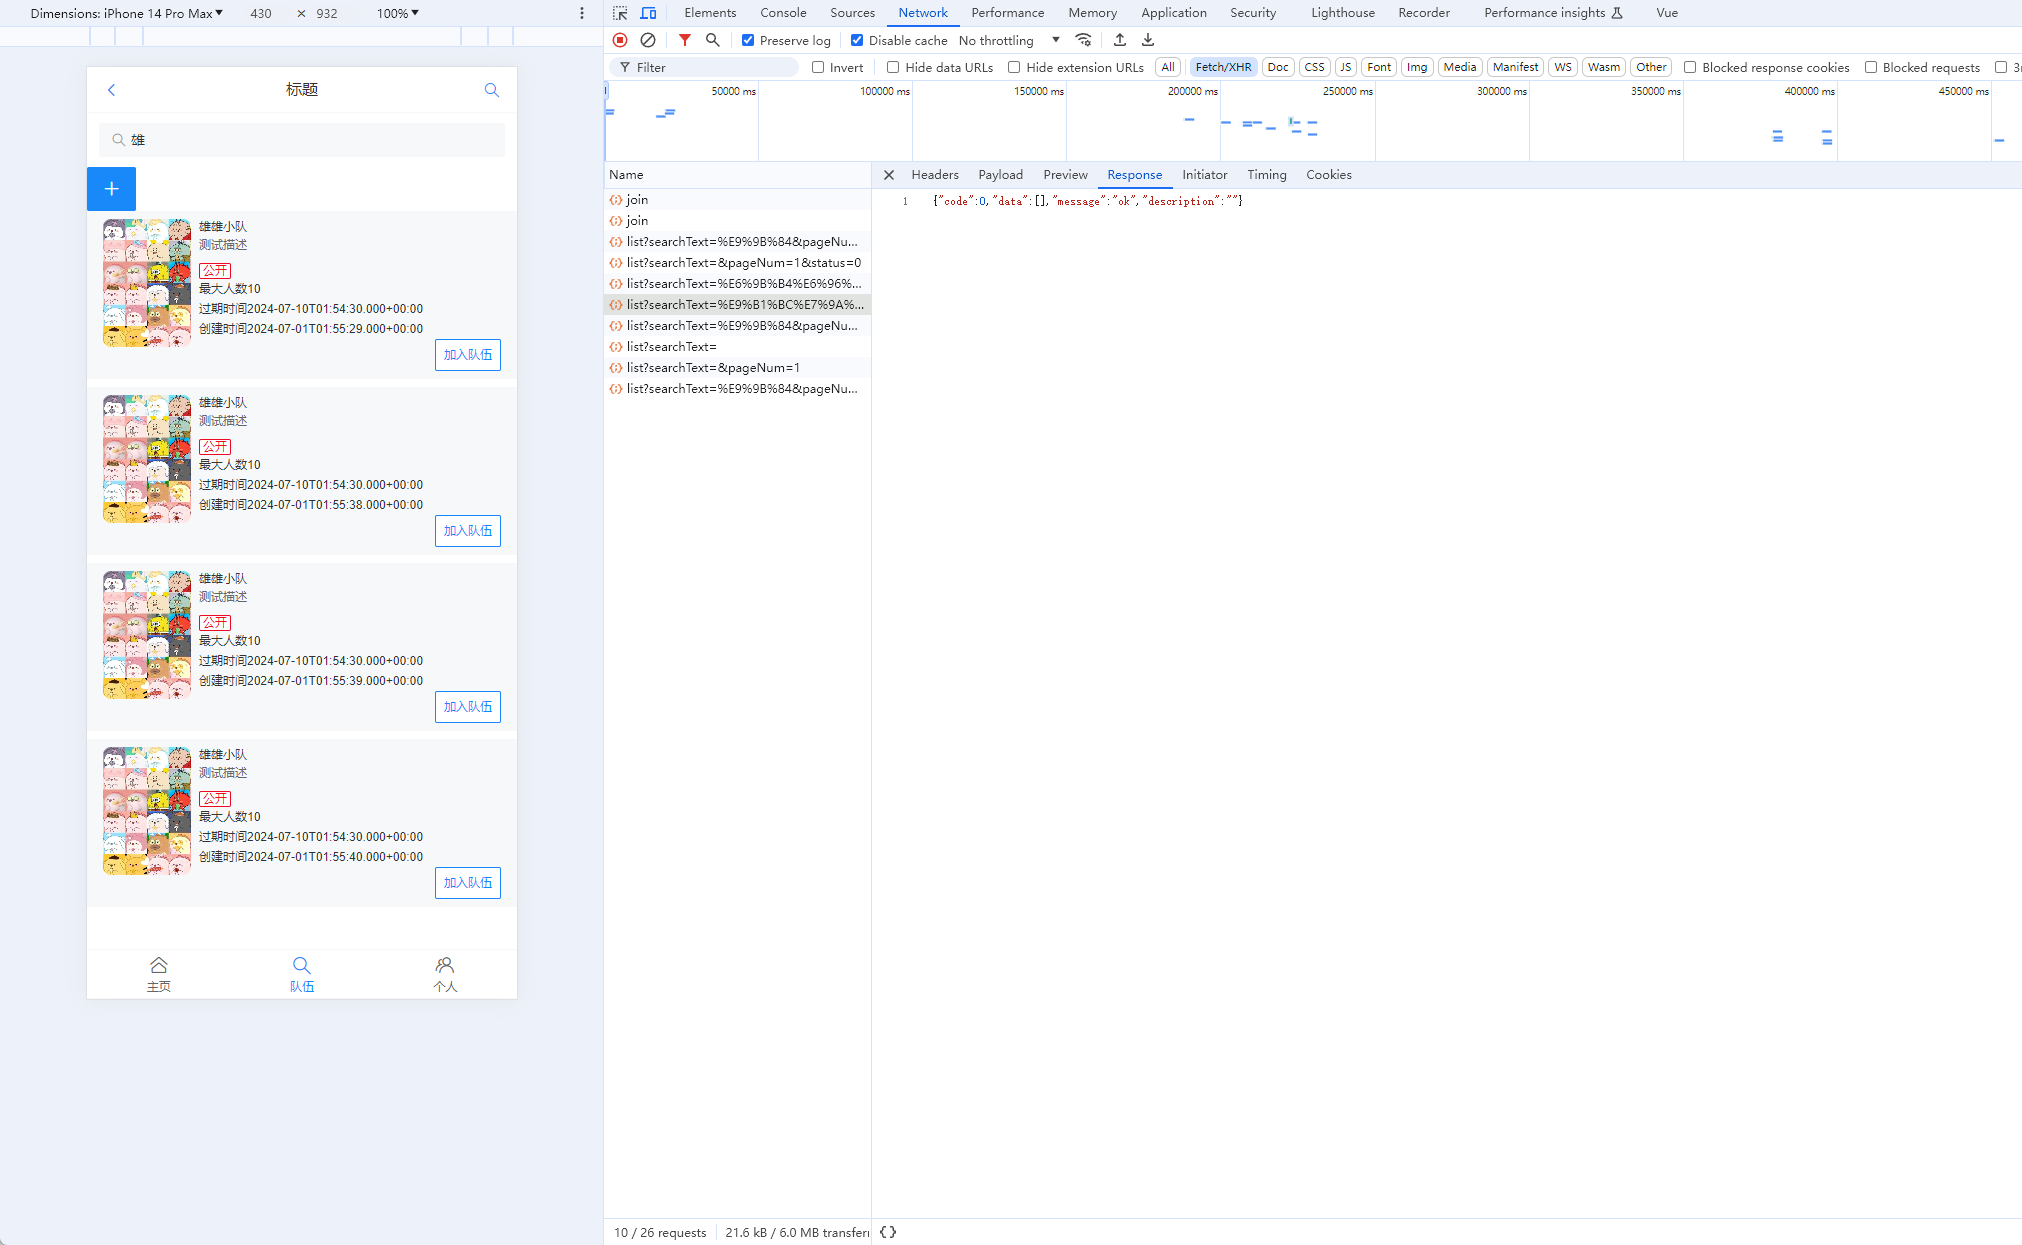 Dimensions: iPhone 14 Pro Max 430 × 932 100%
标题
雄
+
雄雄小队
测试描述
公开
最大人数10
过期时间2024-07-10T01:54:30.000+00:00
创建时间2024-07-01T01:55:29.000+00:00
加入队伍
雄雄小队
测试描述
公开
最大人数10
过期时间2024-07-10T01:54:30.000+00:00
创建时间2024-07-01T01:55:38.000+00:00
加入队伍
雄雄小队
测试描述
公开
最大人数10
过期时间2024-07-10T01:54:30.000+00:00
创建时间2024-07-01T01:55:39.000+00:00
加入队伍
雄雄小队
测试描述
公开
最大人数10
过期时间2024-07-10T01:54:30.000+00:00
创建时间2024-07-01T01:55:40.000+00:00
加入队伍
主页 队伍 个人
Elements Console Sources Network Performance Memory Application Security Lighthouse Recorder Performance insights Vue
Preserve log Disable cache No throttling
Filter Invert Hide data URLs Hide extension URLs All Fetch/XHR Doc CSS JS Font Img Media Manifest WS Wasm Other Blocked response cookies Blocked requests
50000 ms 100000 ms 150000 ms 200000 ms 250000 ms 300000 ms 350000 ms 400000 ms 450000 ms
Name
join
join
list?searchText=%E9%9B%84&pageNu...
list?searchText=&pageNum=1&status=0
list?searchText=%E6%9B%B4%E6%96%...
list?searchText=%E9%B1%BC%E7%9A%...
list?searchText=%E9%9B%84&pageNu...
list?searchText=
list?searchText=&pageNum=1
list?searchText=%E9%9B%84&pageNu...
Headers Payload Preview Response Initiator Timing Cookies
1 {"code":0,"data":[],"message":"ok","description":""}
10 / 26 requests 21.6 kB / 6.0 MB transferr {}